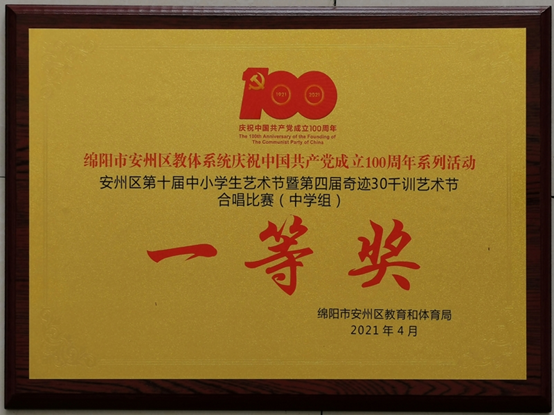 100
1921 2021
庆祝中国共产党成立100周年
The 100th Anniversary of the Founding of
The Communist Party of China
绵阳市安州区教体系统庆祝中国共产党成立100周年系列活动
安州区第十届中小学生艺术节暨第四届奇迹30千训艺术节
合唱比赛（中学组）
一等奖
绵阳市安州区教育和体育局
2021年4月